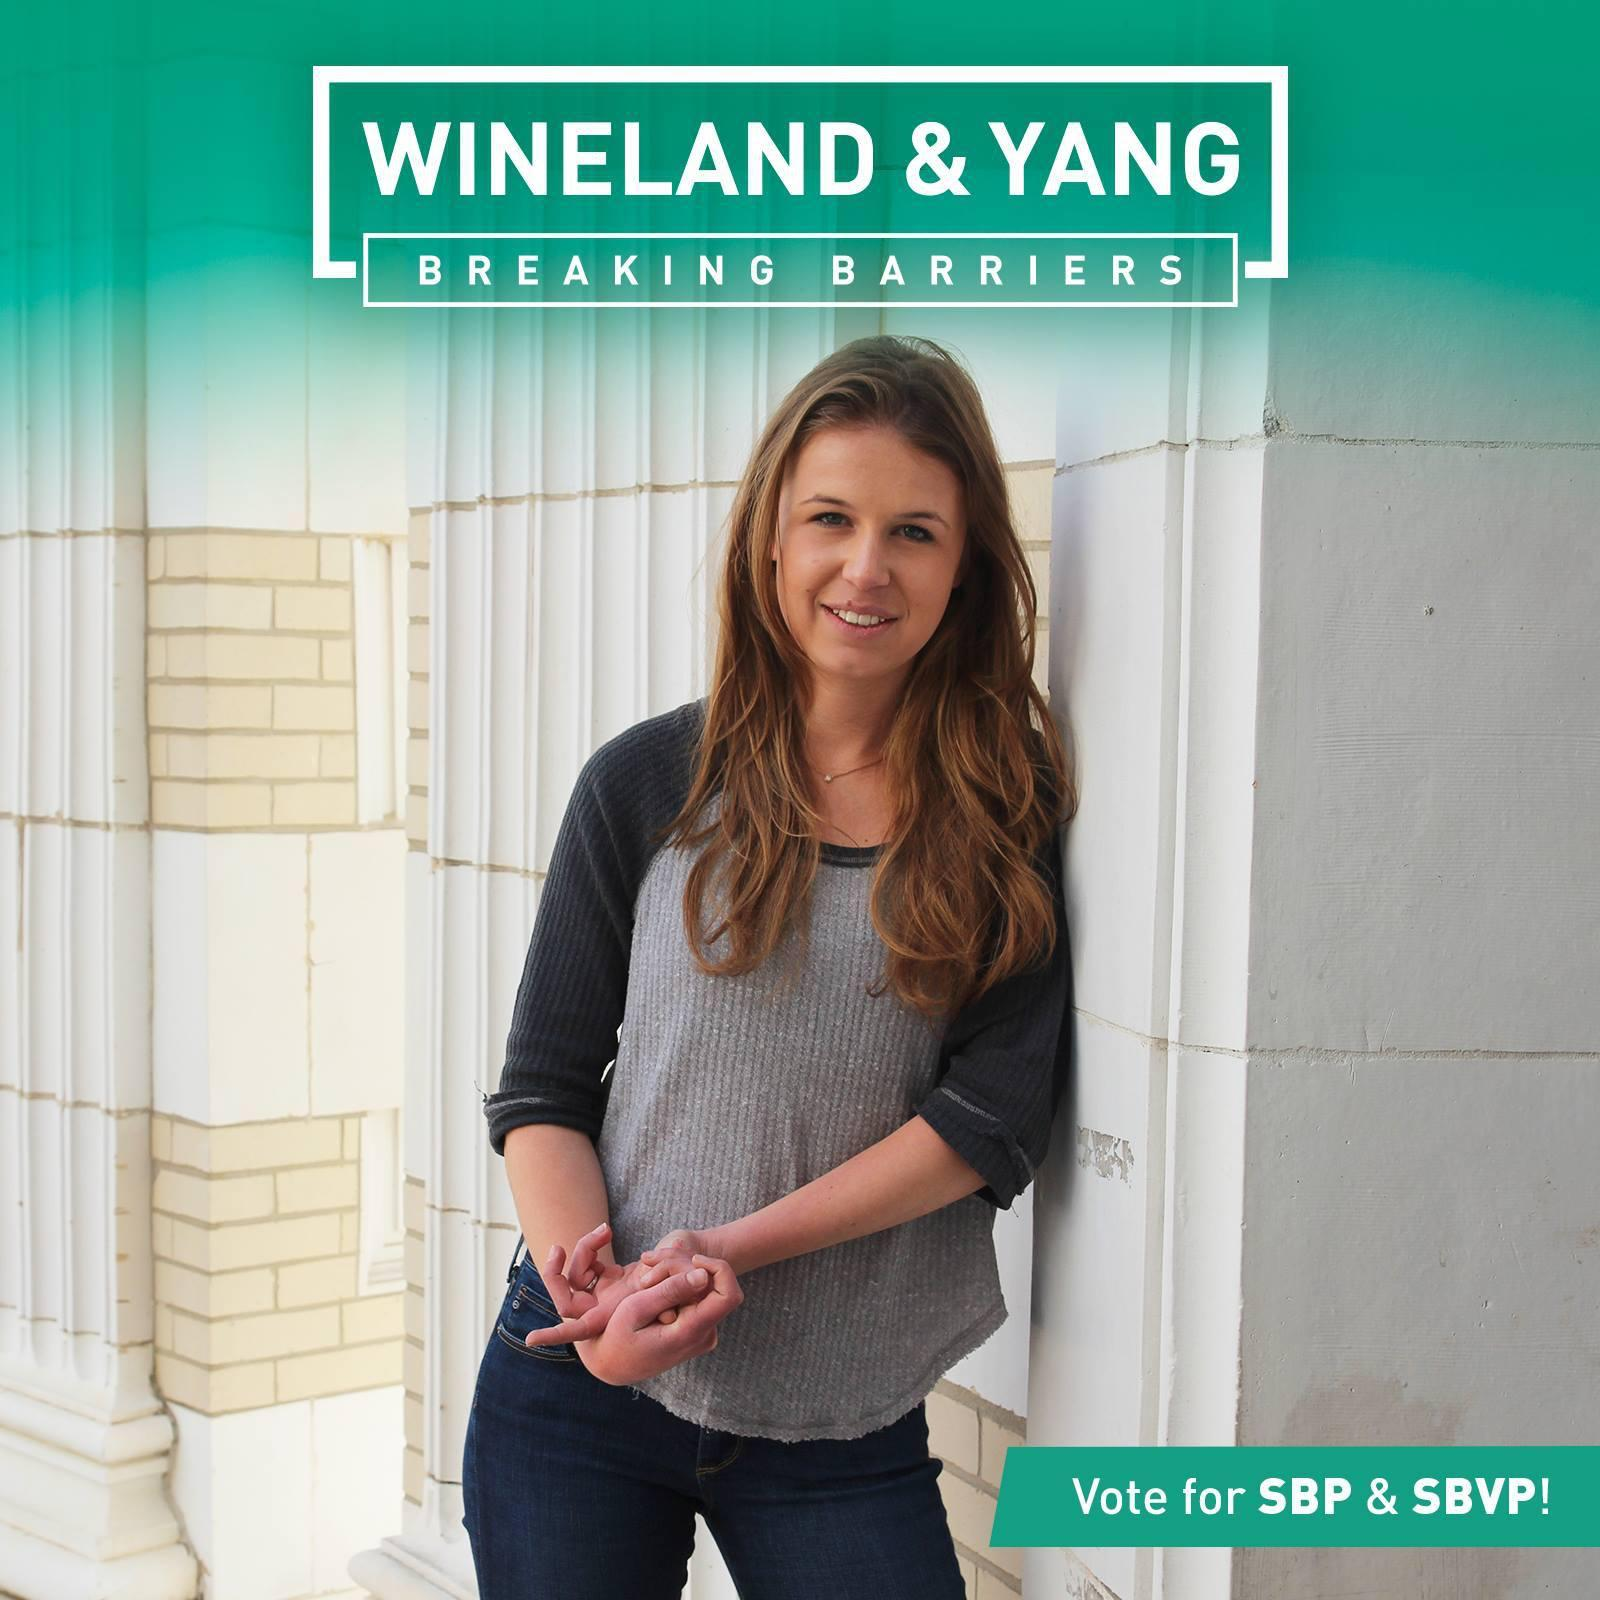 WINELAND & YANG
BREAKING BARRIERS
Vote for SBP & SBVP!